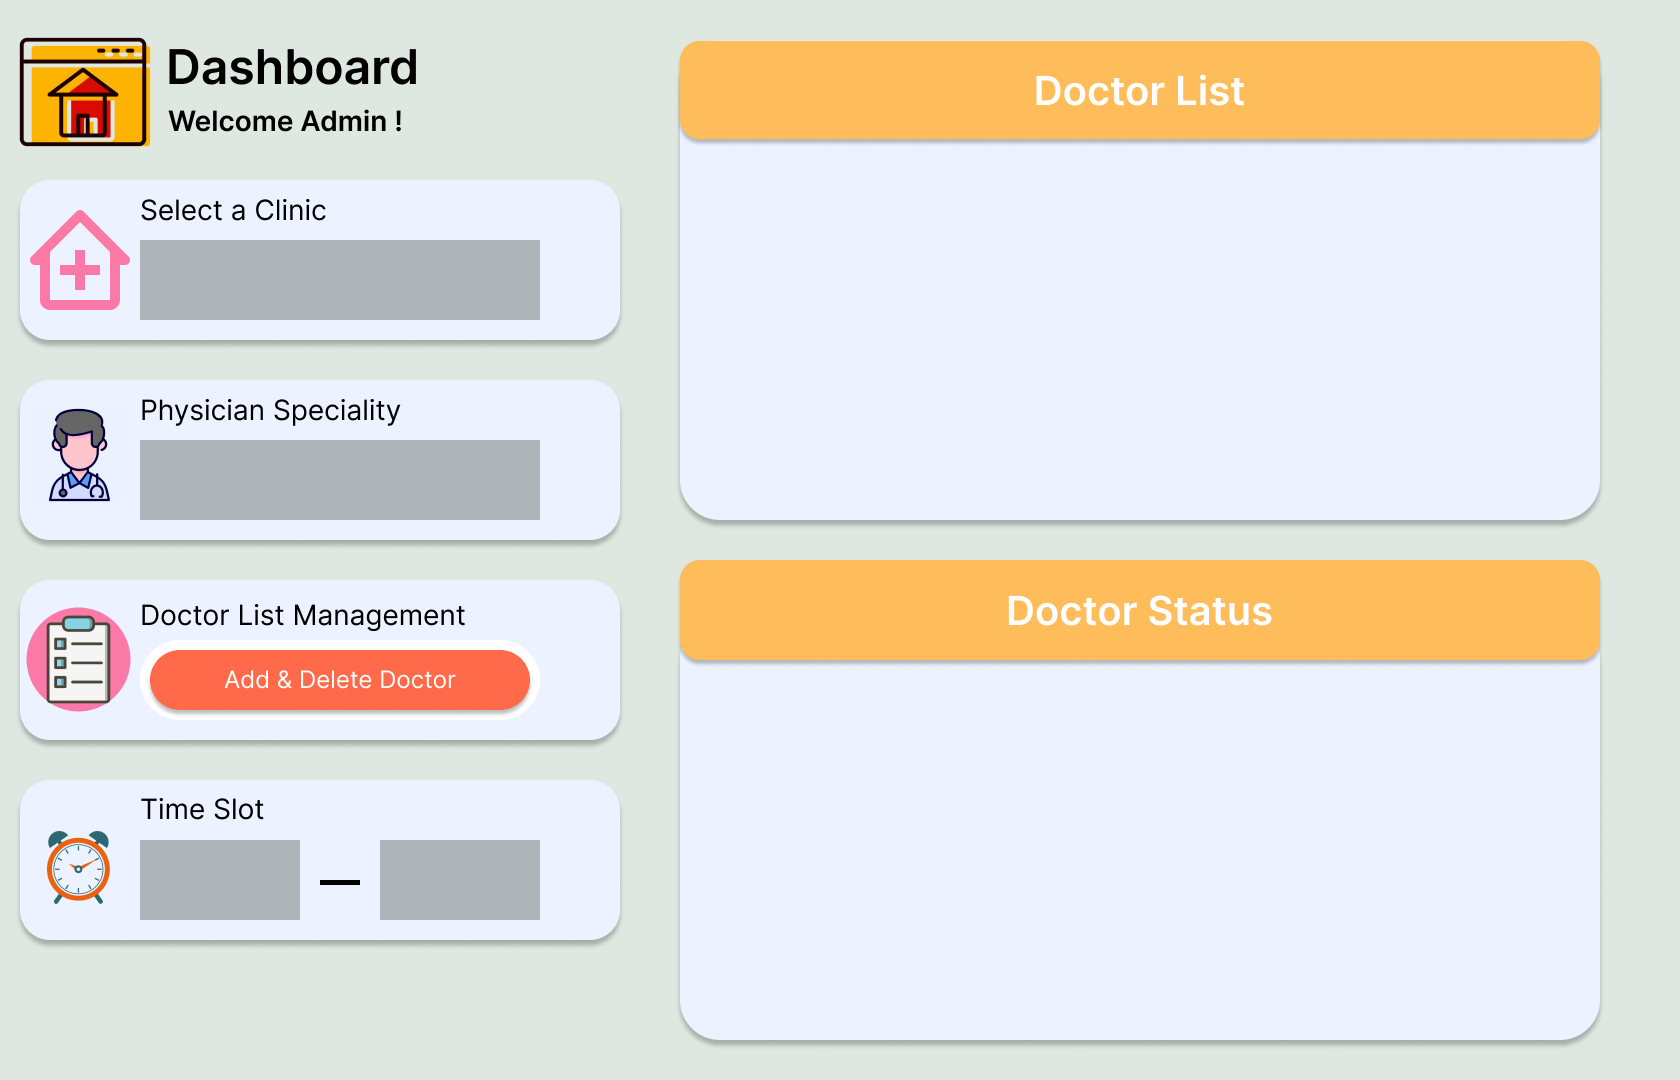 Dashboard
Welcome Admin !
Select a Clinic
Physician Speciality
Doctor List Management
Add & Delete Doctor
Time Slot
Doctor List
Doctor Status